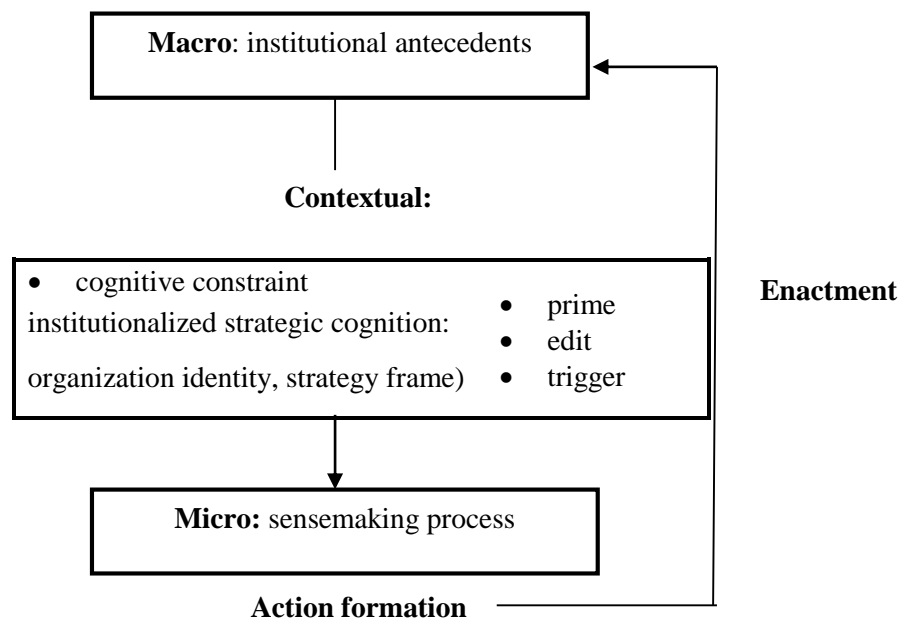 Macro: institutional antecedents
Contextual:
• cognitive constraint
institutionalized strategic cognition:
organization identity, strategy frame)
• prime
• edit
• trigger
Enactment
Micro: sensemaking process
Action formation